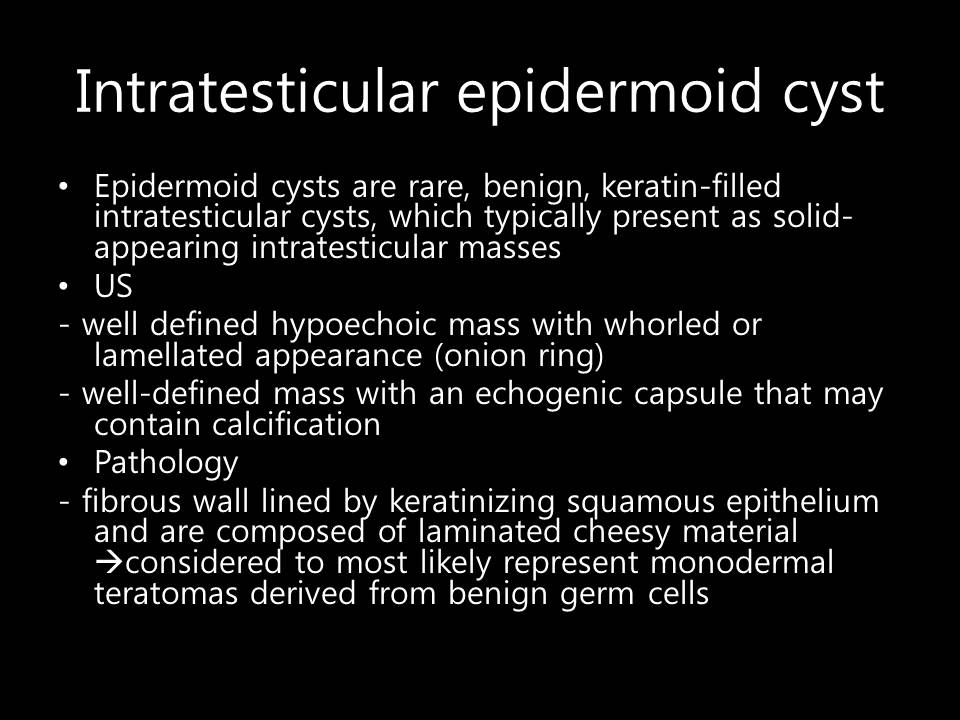 Intratesticular epidermoid cyst
• Epidermoid cysts are rare, benign, keratin-filled
intratesticular cysts, which typically present as solid-
appearing intratesticular masses
• US
- well defined hypoechoic mass with whorled or
lamellated appearance (onion ring)
- well-defined mass with an echogenic capsule that may
contain calcification
• Pathology
- fibrous wall lined by keratinizing squamous epithelium
and are composed of laminated cheesy material
→considered to most likely represent monodermal
teratomas derived from benign germ cells